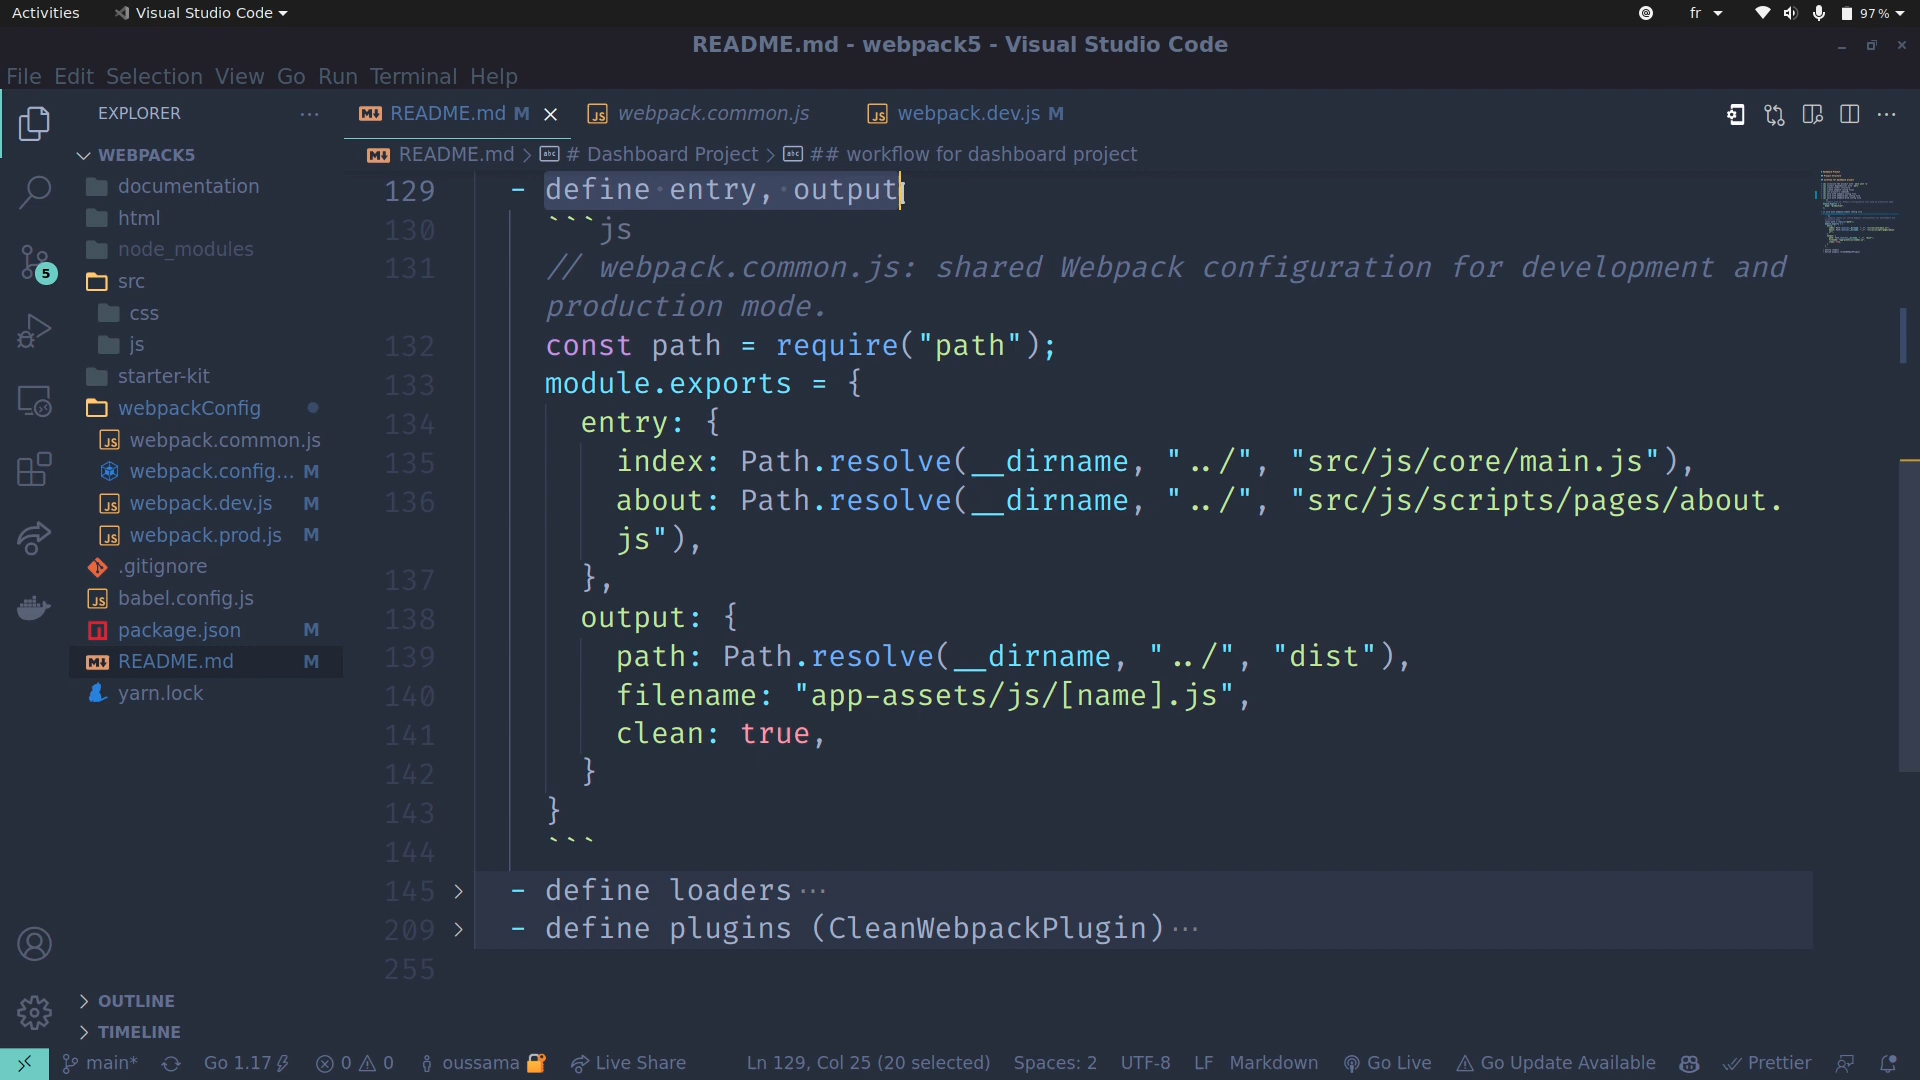 Activities
Visual Studio Code
fr
97 %
README.md - webpack5 - Visual Studio Code
File Edit Selection View Go Run Terminal Help
EXPLORER
README.md M
webpack.common.js
webpack.dev.js M
WEBPACK5
README.md > # Dashboard Project > ## workflow for dashboard project
documentation
html
node_modules
src
css
js
starter-kit
webpackConfig
webpack.common.js
webpack.config... M
webpack.dev.js M
webpack.prod.js M
.gitignore
babel.config.js
package.json M
README.md M
yarn.lock
OUTLINE
TIMELINE
5
129 - define entry, output
130 ```js
131 // webpack.common.js: shared Webpack configuration for development and
production mode.
132 const path = require("path");
133 module.exports = {
134 entry: {
135 index: Path.resolve(__dirname, "../", "src/js/core/main.js"),
136 about: Path.resolve(__dirname, "../", "src/js/scripts/pages/about.
js"),
137 },
138 output: {
139 path: Path.resolve(__dirname, "../", "dist"),
140 filename: "app-assets/js/[name].js",
141 clean: true,
142 }
143 }
144 ```
145 > - define loaders ···
209 > - define plugins (CleanWebpackPlugin) ···
255
main* Go 1.17 0 0 oussama Live Share Ln 129, Col 25 (20 selected) Spaces: 2 UTF-8 LF Markdown Go Live Go Update Available Prettier